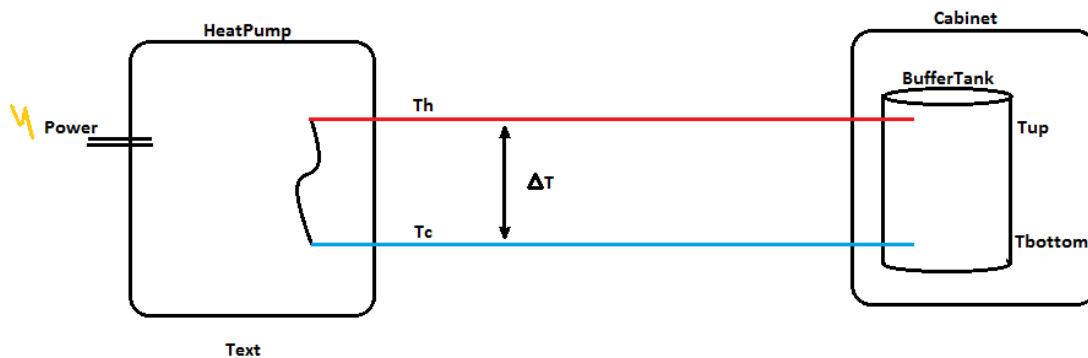 HeatPump
Cabinet
BufferTank
Power
Th
Tup
ΔT
Tc
Tbottom
Text